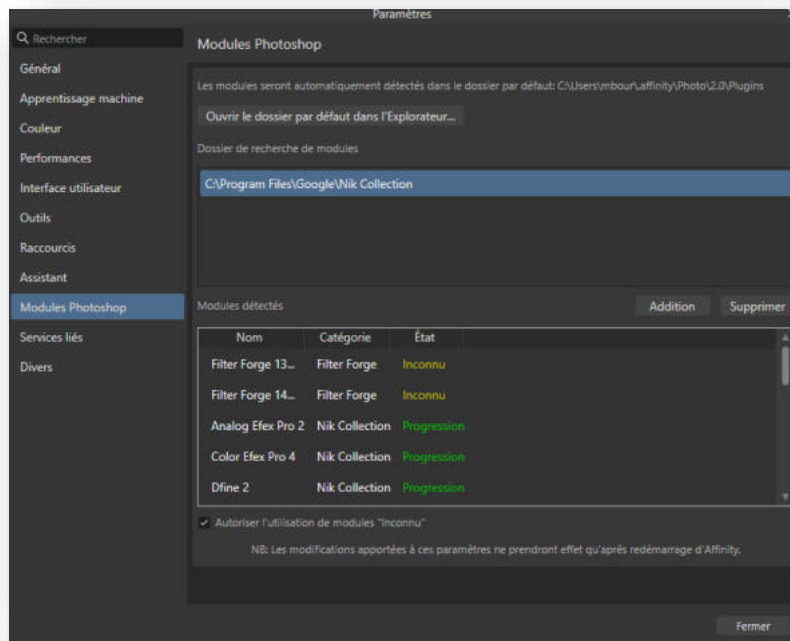 Paramètres
Rechercher
Général
Apprentissage machine
Couleur
Performances
Interface utilisateur
Outils
Raccourcis
Assistant
Modules Photoshop
Services liés
Divers
Modules Photoshop
Les modules seront automatiquement détectés dans le dossier par défaut: C:\Users\mbour\.affinity\Photo\2.0\Plugins
Ouvrir le dossier par défaut dans l'Explorateur...
Dossier de recherche de modules
C:\Program Files\Google\Nik Collection
Modules détectés
Addition Supprimer
Nom Catégorie État
Filter Forge 13... Filter Forge Inconnu
Filter Forge 14... Filter Forge Inconnu
Analog Efex Pro 2 Nik Collection Progression
Color Efex Pro 4 Nik Collection Progression
Dfine 2 Nik Collection Progression
Autoriser l'utilisation de modules "Inconnu"
NB: Les modifications apportées à ces paramètres ne prendront effet qu'après redémarrage d'Affinity.
Fermer